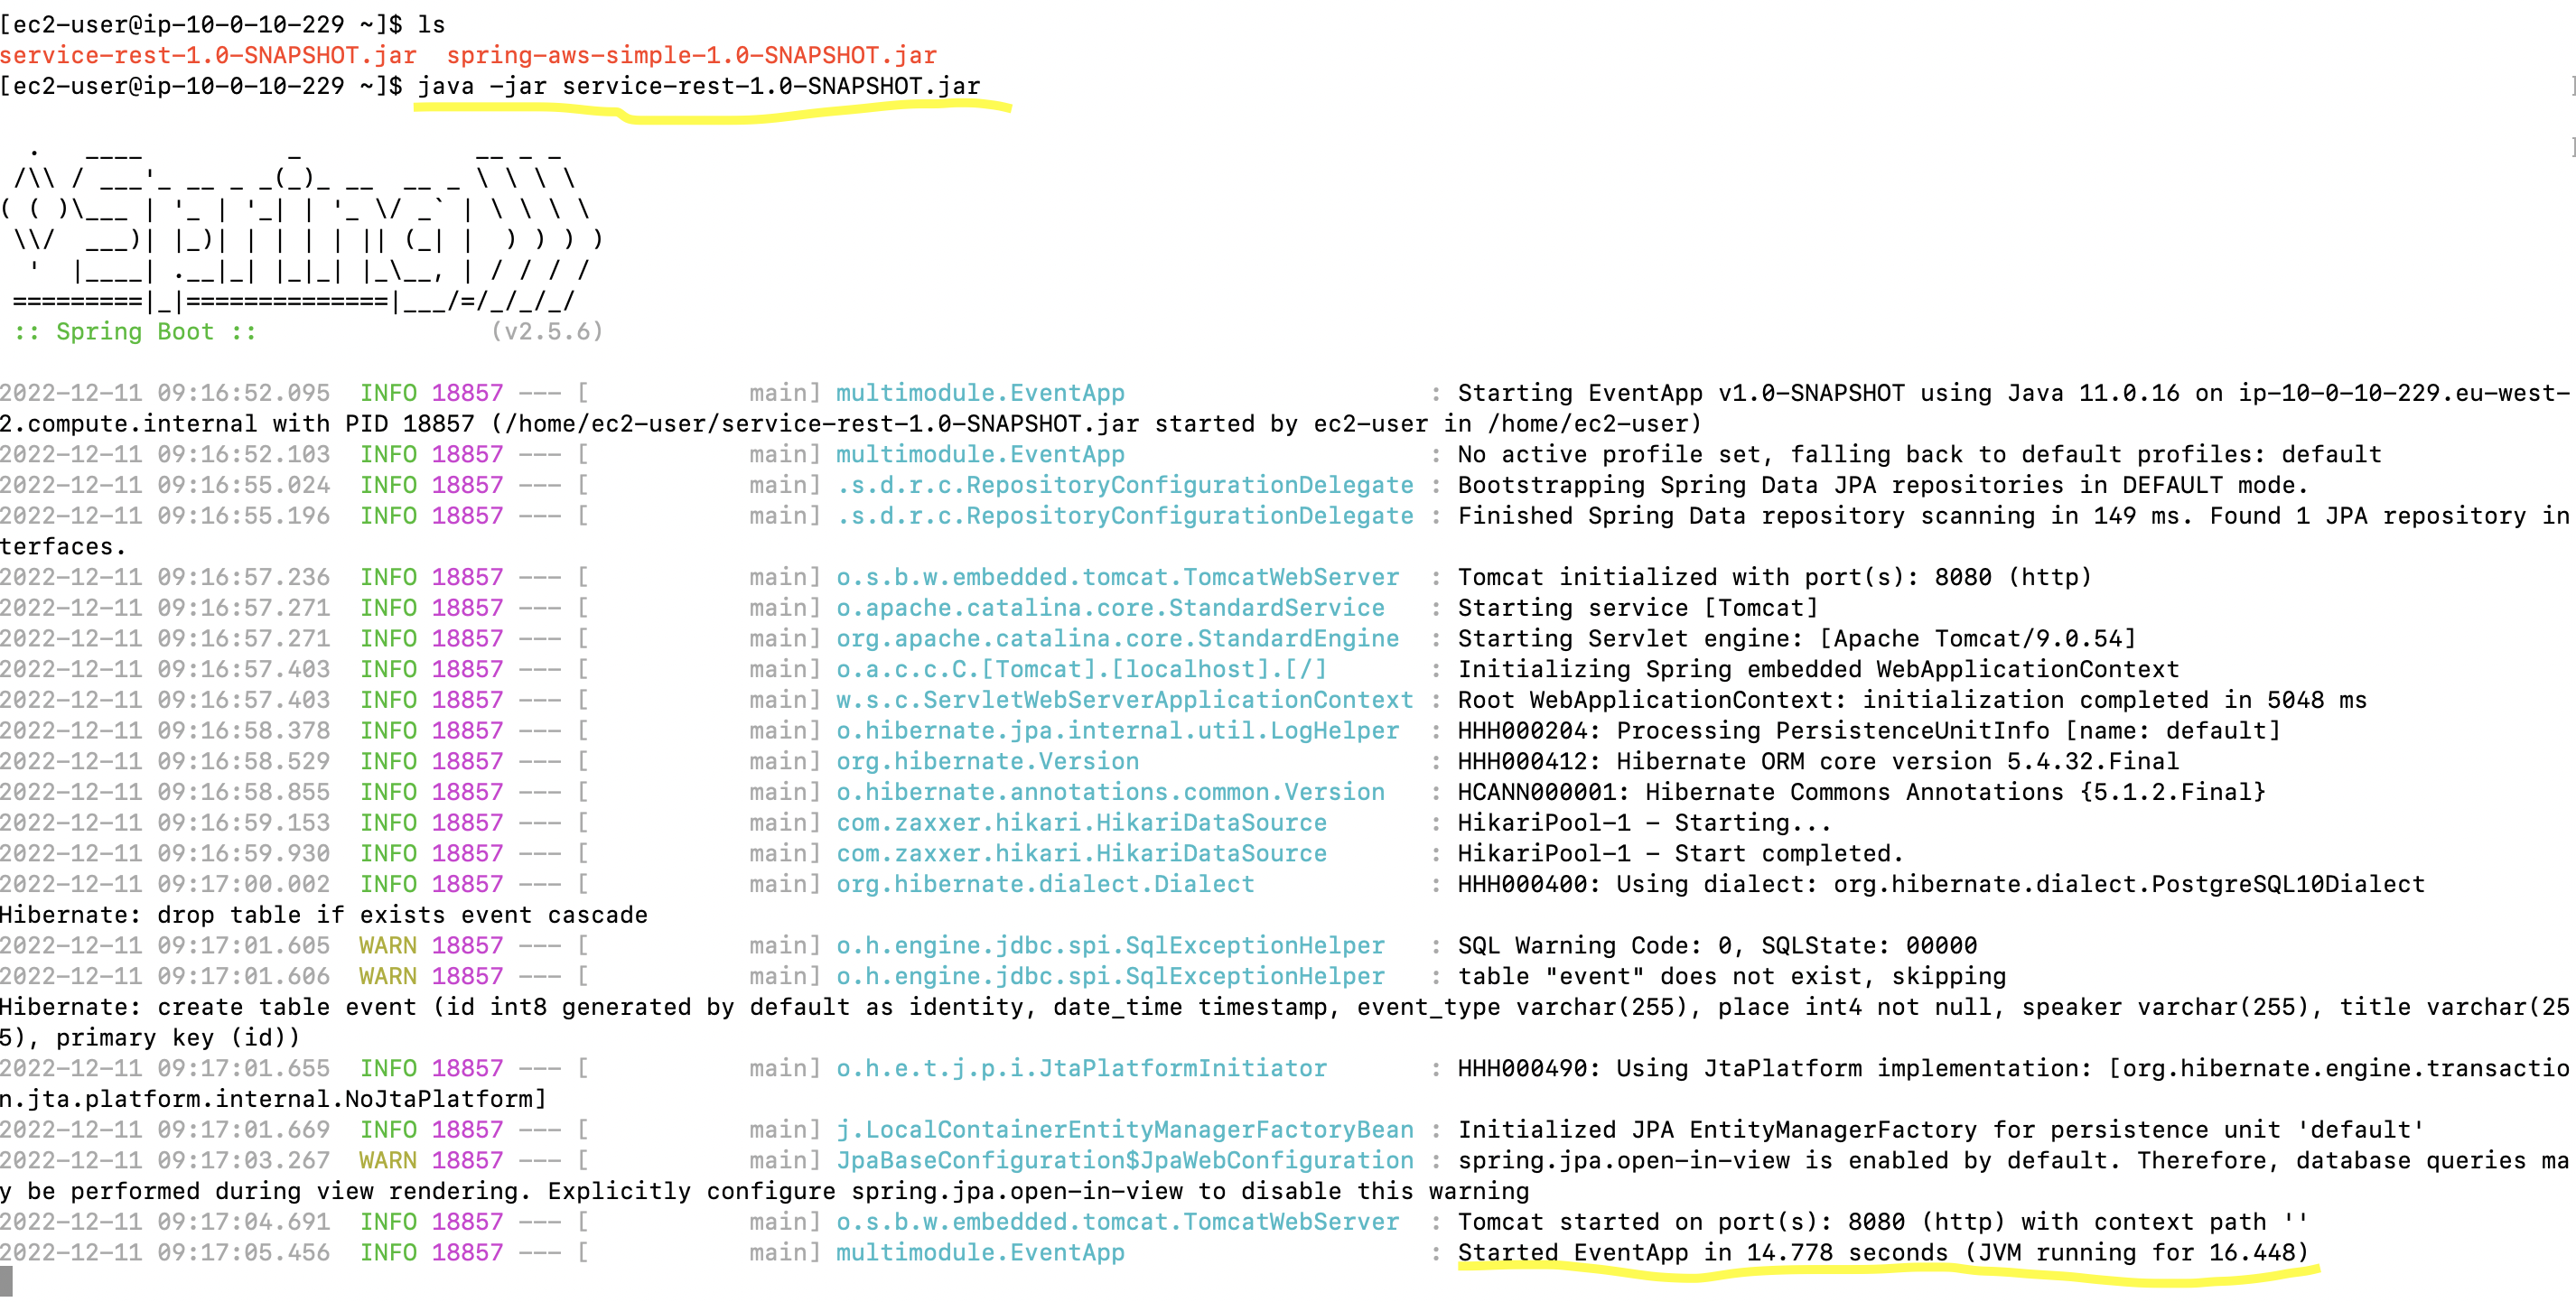 [ec2-user@ip-10-0-10-229 ~]$ ls
service-rest-1.0-SNAPSHOT.jar  spring-aws-simple-1.0-SNAPSHOT.jar
[ec2-user@ip-10-0-10-229 ~]$ java -jar service-rest-1.0-SNAPSHOT.jar                                                                                                              ]
                                                                                                                                                                                  ]
  .   ____          _            __ _ _
 /\\ / ___'_ __ _ _(_)_ __  __ _ \ \ \ \
( ( )\___ | '_ | '_| | '_ \/ _` | \ \ \ \
 \\/  ___)| |_)| | | | | || (_| |  ) ) ) )
  '  |____| .__|_| |_|_| |_\__, | / / / /
 =========|_|==============|___/=/_/_/_/
 :: Spring Boot ::                (v2.5.6)
2022-12-11 09:16:52.095  INFO 18857 --- [           main] multimodule.EventApp                     : Starting EventApp v1.0-SNAPSHOT using Java 11.0.16 on ip-10-0-10-229.eu-west-
2.compute.internal with PID 18857 (/home/ec2-user/service-rest-1.0-SNAPSHOT.jar started by ec2-user in /home/ec2-user)
2022-12-11 09:16:52.103  INFO 18857 --- [           main] multimodule.EventApp                     : No active profile set, falling back to default profiles: default
2022-12-11 09:16:55.024  INFO 18857 --- [           main] .s.d.r.c.RepositoryConfigurationDelegate : Bootstrapping Spring Data JPA repositories in DEFAULT mode.
2022-12-11 09:16:55.196  INFO 18857 --- [           main] .s.d.r.c.RepositoryConfigurationDelegate : Finished Spring Data repository scanning in 149 ms. Found 1 JPA repository in
terfaces.
2022-12-11 09:16:57.236  INFO 18857 --- [           main] o.s.b.w.embedded.tomcat.TomcatWebServer  : Tomcat initialized with port(s): 8080 (http)
2022-12-11 09:16:57.271  INFO 18857 --- [           main] o.apache.catalina.core.StandardService   : Starting service [Tomcat]
2022-12-11 09:16:57.271  INFO 18857 --- [           main] org.apache.catalina.core.StandardEngine  : Starting Servlet engine: [Apache Tomcat/9.0.54]
2022-12-11 09:16:57.403  INFO 18857 --- [           main] o.a.c.c.C.[Tomcat].[localhost].[/]       : Initializing Spring embedded WebApplicationContext
2022-12-11 09:16:57.403  INFO 18857 --- [           main] w.s.c.ServletWebServerApplicationContext : Root WebApplicationContext: initialization completed in 5048 ms
2022-12-11 09:16:58.378  INFO 18857 --- [           main] o.hibernate.jpa.internal.util.LogHelper  : HHH000204: Processing PersistenceUnitInfo [name: default]
2022-12-11 09:16:58.529  INFO 18857 --- [           main] org.hibernate.Version                    : HHH000412: Hibernate ORM core version 5.4.32.Final
2022-12-11 09:16:58.855  INFO 18857 --- [           main] o.hibernate.annotations.common.Version   : HCANN000001: Hibernate Commons Annotations {5.1.2.Final}
2022-12-11 09:16:59.153  INFO 18857 --- [           main] com.zaxxer.hikari.HikariDataSource       : HikariPool-1 - Starting...
2022-12-11 09:16:59.930  INFO 18857 --- [           main] com.zaxxer.hikari.HikariDataSource       : HikariPool-1 - Start completed.
2022-12-11 09:17:00.002  INFO 18857 --- [           main] org.hibernate.dialect.Dialect            : HHH000400: Using dialect: org.hibernate.dialect.PostgreSQL10Dialect
Hibernate: drop table if exists event cascade
2022-12-11 09:17:01.605  WARN 18857 --- [           main] o.h.engine.jdbc.spi.SqlExceptionHelper   : SQL Warning Code: 0, SQLState: 00000
2022-12-11 09:17:01.606  WARN 18857 --- [           main] o.h.engine.jdbc.spi.SqlExceptionHelper   : table "event" does not exist, skipping
Hibernate: create table event (id int8 generated by default as identity, date_time timestamp, event_type varchar(255), place int4 not null, speaker varchar(255), title varchar(25
5), primary key (id))
2022-12-11 09:17:01.655  INFO 18857 --- [           main] o.h.e.t.j.p.i.JtaPlatformInitiator       : HHH000490: Using JtaPlatform implementation: [org.hibernate.engine.transactio
n.jta.platform.internal.NoJtaPlatform]
2022-12-11 09:17:01.669  INFO 18857 --- [           main] j.LocalContainerEntityManagerFactoryBean : Initialized JPA EntityManagerFactory for persistence unit 'default'
2022-12-11 09:17:03.267  WARN 18857 --- [           main] JpaBaseConfiguration$JpaWebConfiguration : spring.jpa.open-in-view is enabled by default. Therefore, database queries ma
y be performed during view rendering. Explicitly configure spring.jpa.open-in-view to disable this warning
2022-12-11 09:17:04.691  INFO 18857 --- [           main] o.s.b.w.embedded.tomcat.TomcatWebServer  : Tomcat started on port(s): 8080 (http) with context path ''
2022-12-11 09:17:05.456  INFO 18857 --- [           main] multimodule.EventApp                     : Started EventApp in 14.778 seconds (JVM running for 16.448)